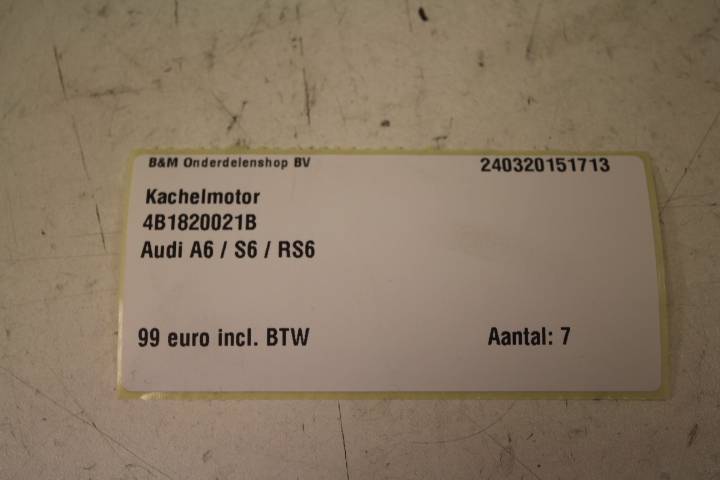 B&M Onderdelenshop BV 240320151713
Kachelmotor
4B1820021B
Audi A6 / S6 / RS6
99 euro incl. BTW Aantal: 7